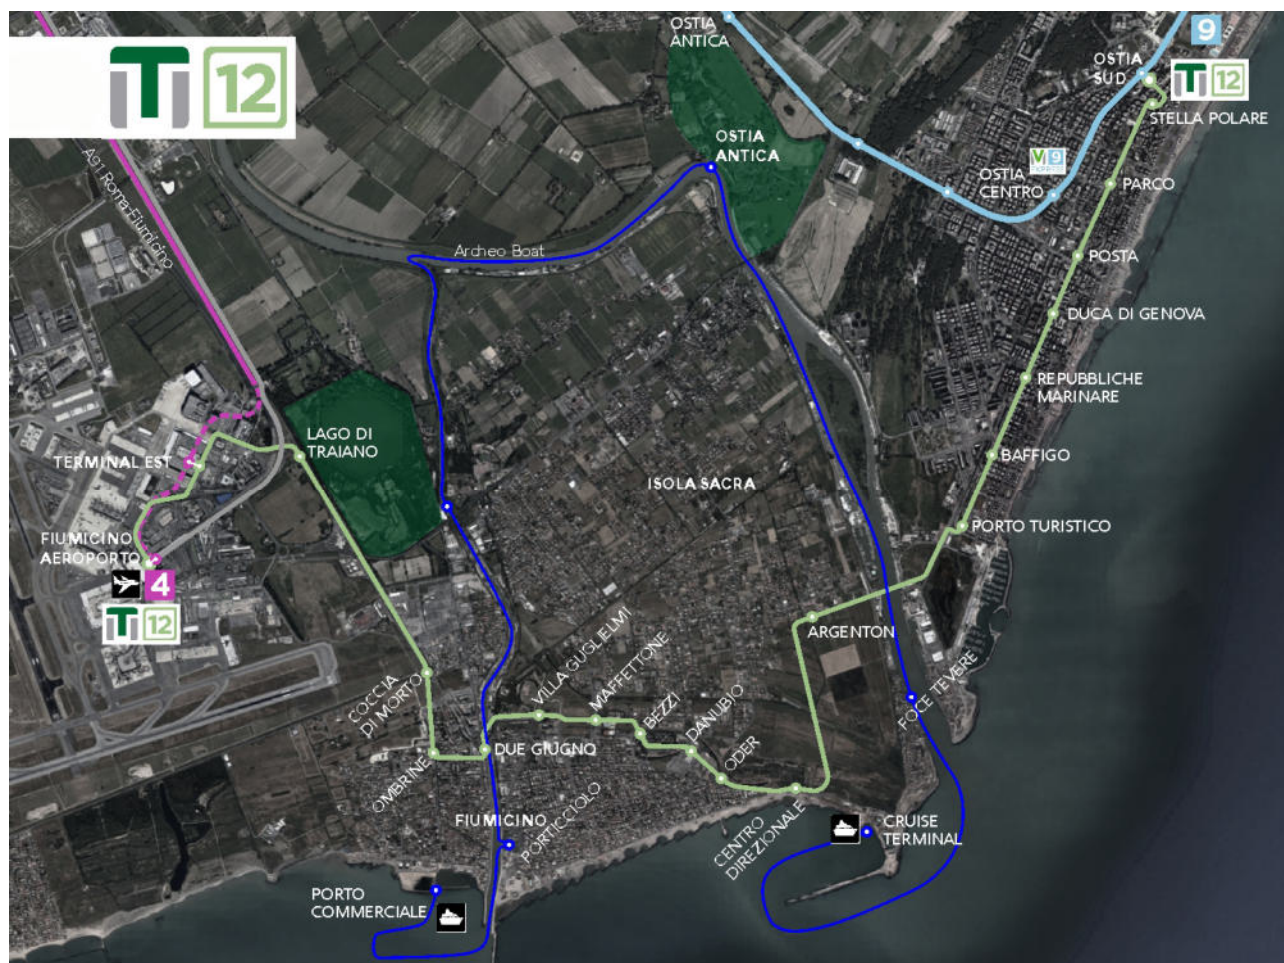 T 12
A91 Roma-Fiumicino
OSTIA
ANTICA
9
OSTIA
SUD
T 12
STELLA POLARE
OSTIA
ANTICA
V 9
OSTIA
CENTRO
PARCO
Archeo Boat
POSTA
DUCA DI GENOVA
REPUBBLICHE
MARINARE
LAGO DI
TRAIANO
TERMINAL EST
BAFFIGO
ISOLA SACRA
PORTO TURISTICO
FIUMICINO
AEROPORTO
4
T 12
ARGENTON
COCCIA
DI MORTO
VILLA GUGLIELMI
MAFFETTONE
BEZZI
DANUBIO
ODER
FOCE TEVERE
OMBRINE
DUE GIUGNO
FIUMICINO
PORTICCIOLO
CENTRO
DIREZIONALE
CRUISE
TERMINAL
PORTO
COMMERCIALE